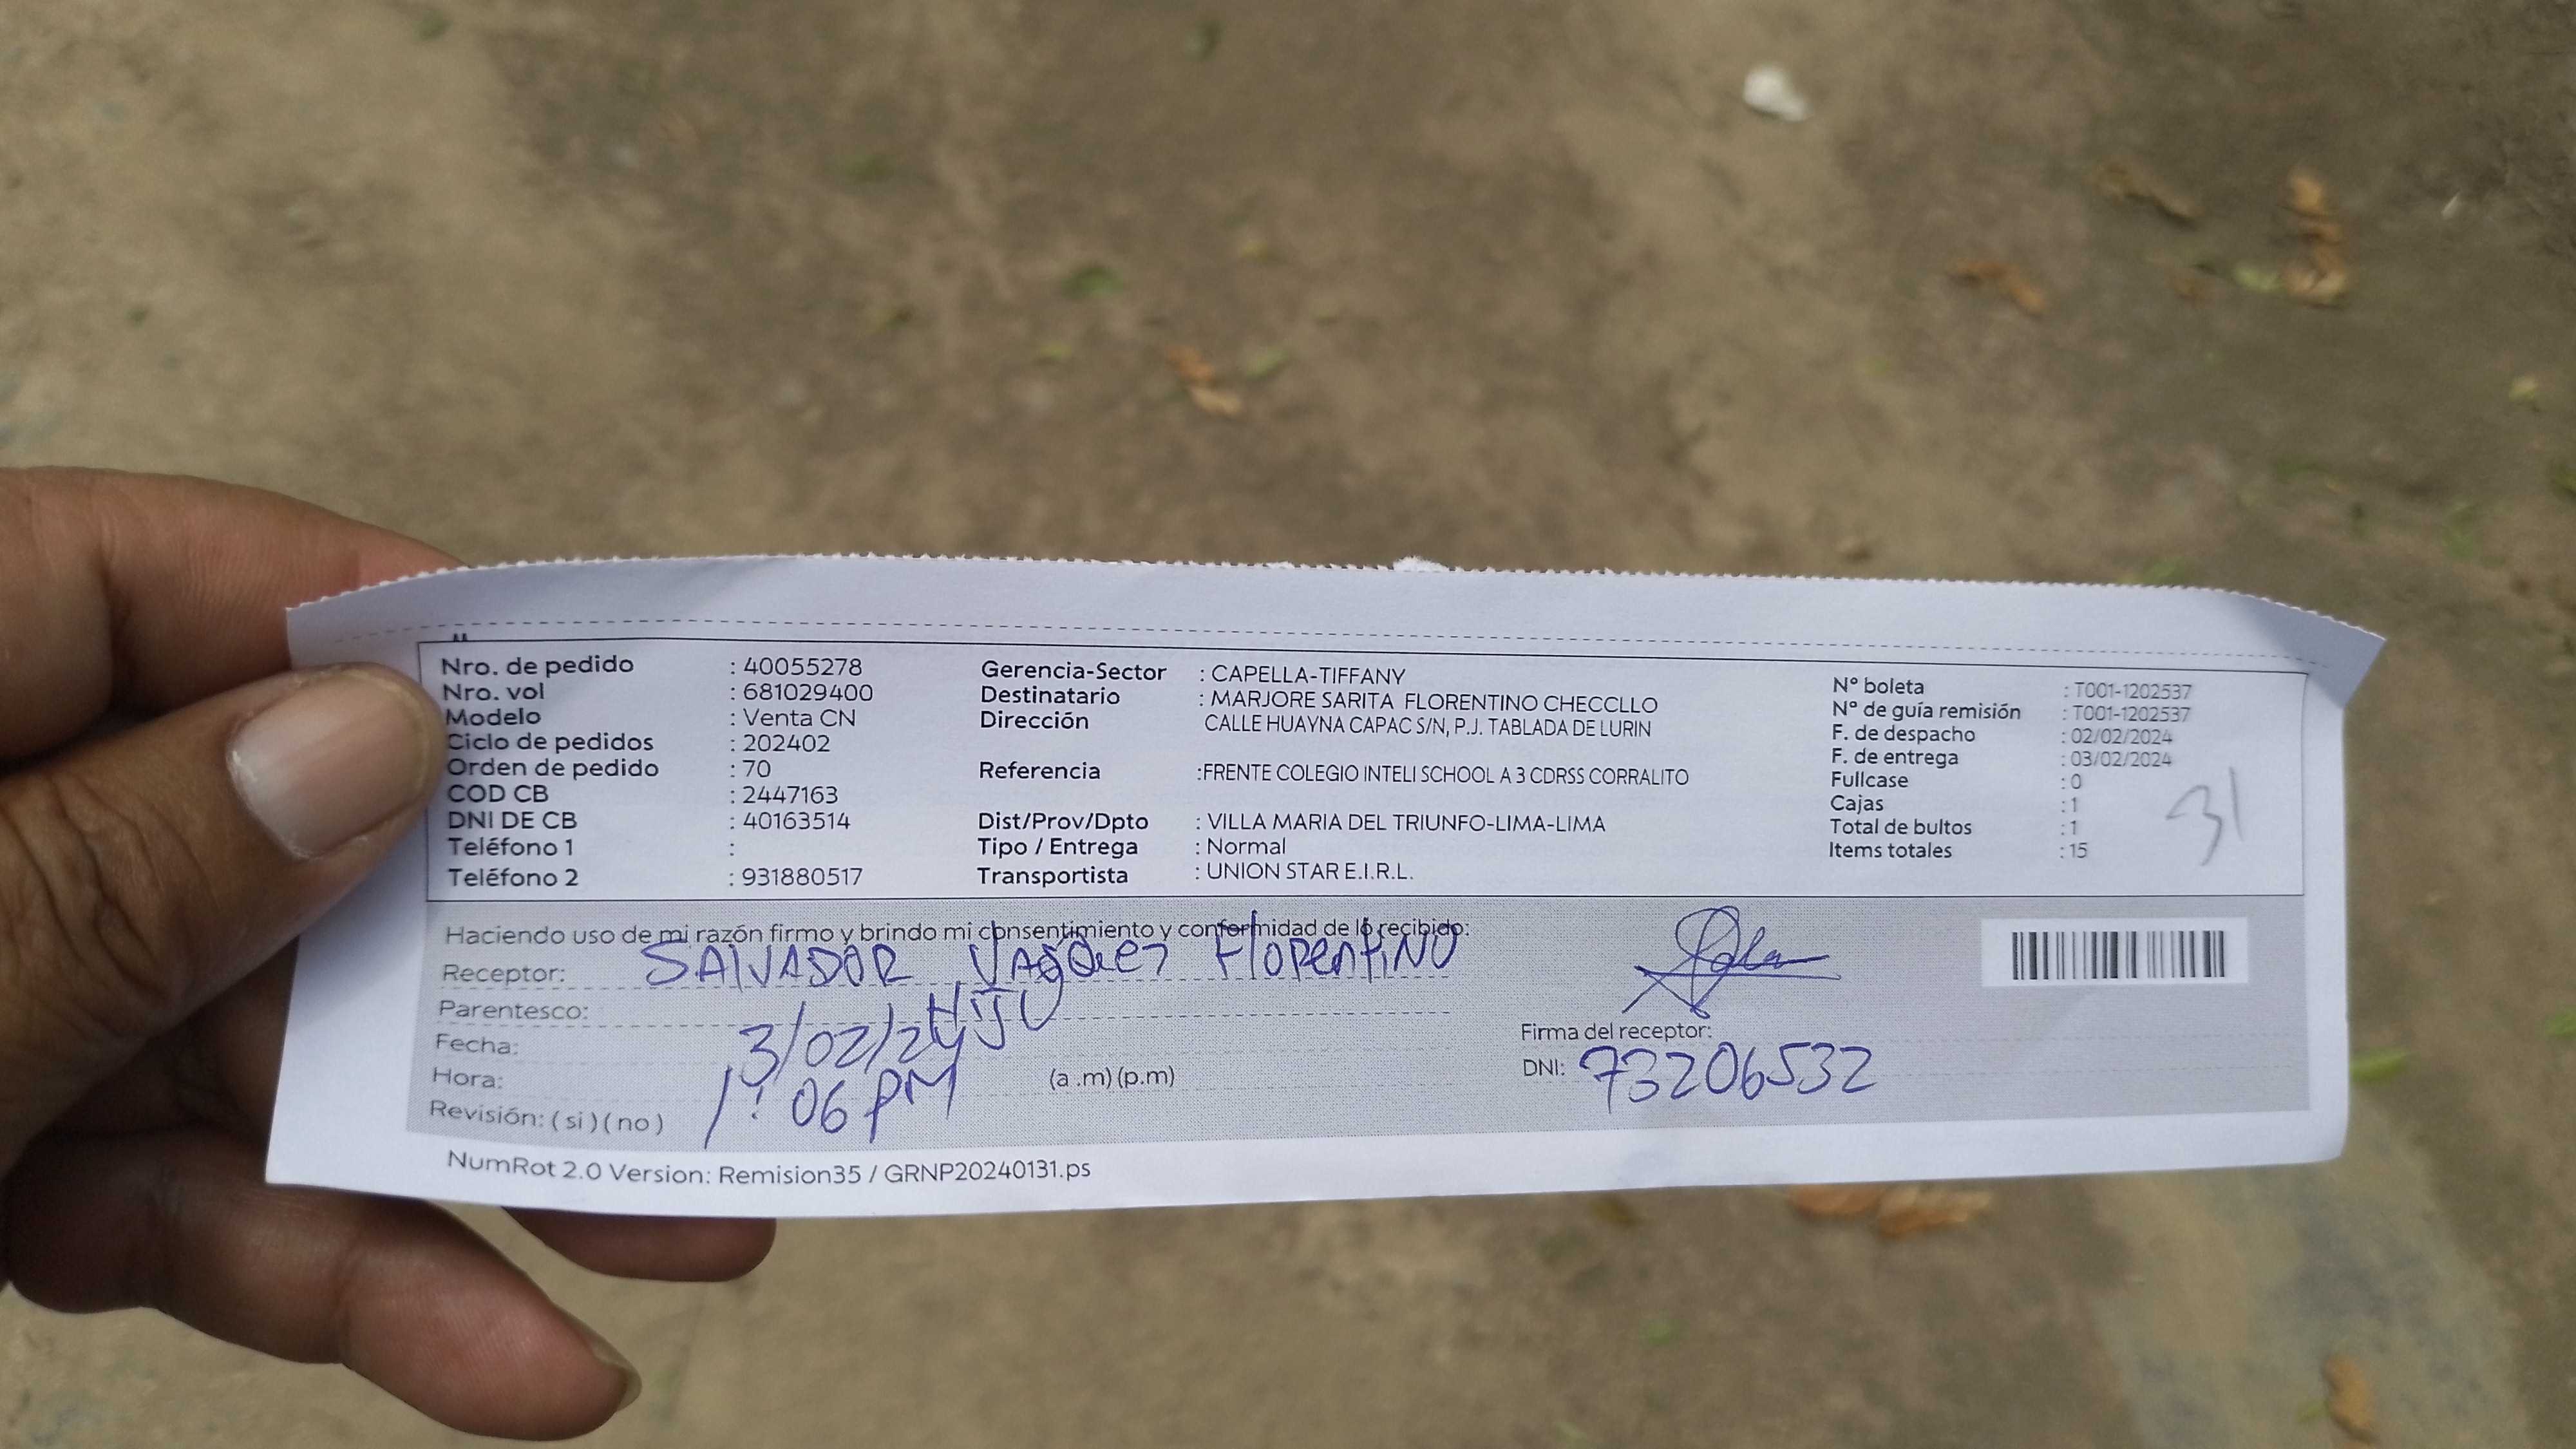 Nro. de pedido : 40055278
Nro. vol : 681029400
Modelo : Venta CN
Ciclo de pedidos : 202402
Orden de pedido : 70
COD CB : 2447163
DNI DE CB : 40163514
Teléfono 1 :
Teléfono 2 : 931880517
Gerencia-Sector : CAPELLA-TIFFANY
Destinatario : MARJORE SARITA FLORENTINO CHECCLLO
Dirección CALLE HUAYNA CAPAC S/N, P.J. TABLADA DE LURIN
Referencia :FRENTE COLEGIO INTELI SCHOOL A 3 CDRSS CORRALITO
Dist/Prov/Dpto : VILLA MARIA DEL TRIUNFO-LIMA-LIMA
Tipo / Entrega : Normal
Transportista : UNION STAR E.I.R.L.
N° boleta : T001-1202537
N° de guía remisión : T001-1202537
F. de despacho : 02/02/2024
F. de entrega : 03/02/2024
Fullcase : 0
Cajas : 1
Total de bultos : 1
Items totales : 15
31
Haciendo uso de mi razón firmo y brindo mi consentimiento y conformidad de lo recibido:
Receptor: SALVADOR VASQUEZ FlORENTINO
Parentesco: HIJO
Fecha: 3/02/24
Hora: 1:06 PM (a .m) (p.m)
Revisión: ( si ) ( no )
Firma del receptor:
DNI: 73206532
NumRot 2.0 Version: Remision35 / GRNP20240131.ps